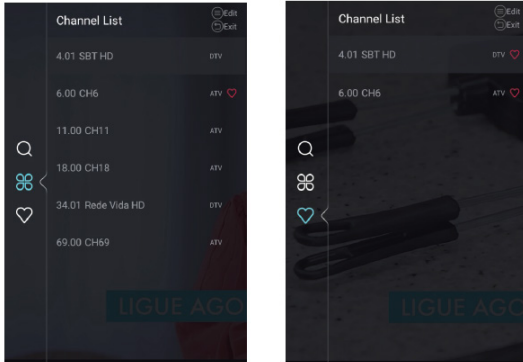 Channel List
Edit
Exit
4.01 SBT HD DTV
6.00 CH6 ATV
11.00 CH11 ATV
18.00 CH18 ATV
34.01 Rede Vida HD DTV
69.00 CH69 ATV
LIGUE AGO
Channel List
Edit
Exit
4.01 SBT HD DTV
6.00 CH6 ATV
LIGUE AGO